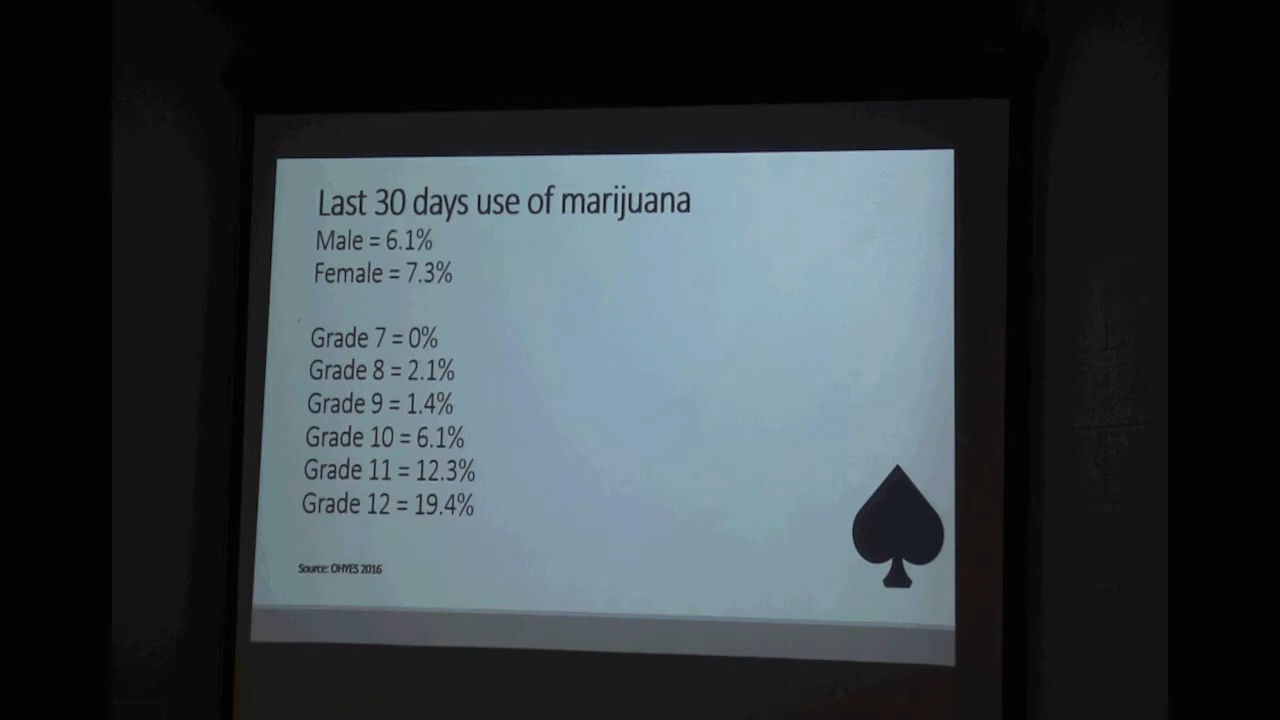 Last 30 days use of marijuana
Male = 6.1%
Female = 7.3%
Grade 7 = 0%
Grade 8 = 2.1%
Grade 9 = 1.4%
Grade 10 = 6.1%
Grade 11 = 12.3%
Grade 12 = 19.4%
Source: OHYES 2016